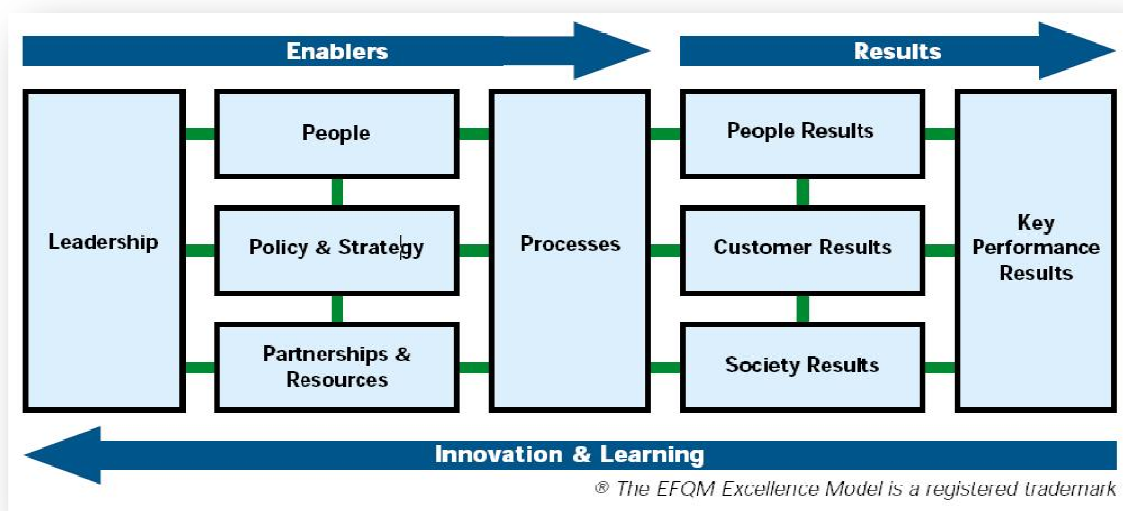 Enablers
Results
Leadership
People
Policy & Strategy
Partnerships &
Resources
Processes
People Results
Customer Results
Society Results
Key
Performance
Results
Innovation & Learning
® The EFQM Excellence Model is a registered trademark